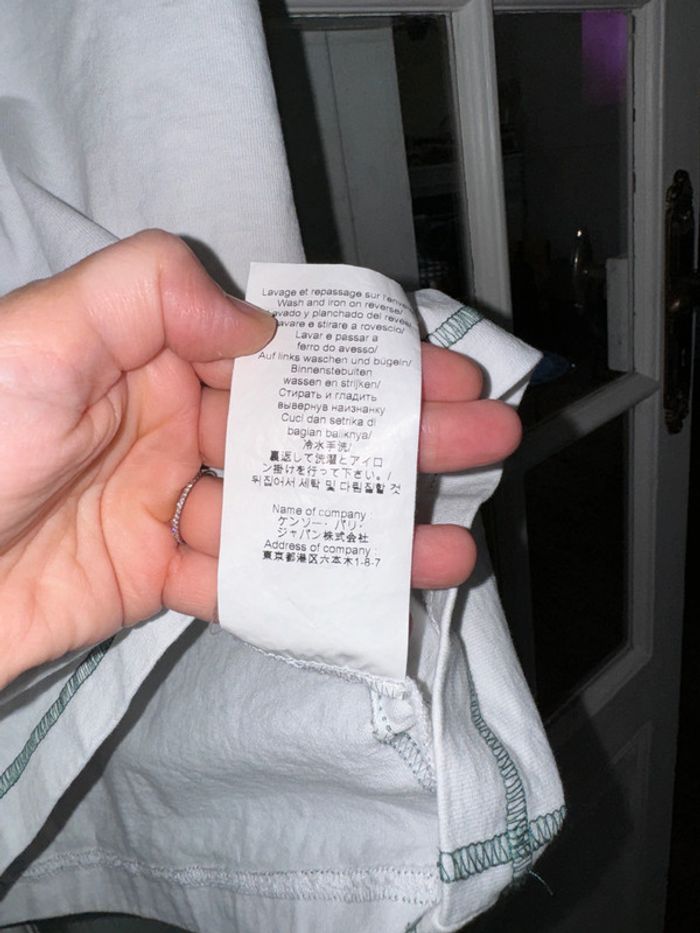 Lavage et repassage sur
Wash and iron on reverse/
Lavado y planchado del
Lavare e stirare a rovescio/
Lavar e passar a
ferro do avesso/
Auf links waschen und bügeln/
Binnenstebuiten
wassen en strijken/
Стирать и гладить
вывернув наизнанку
Cuci dan setrika di
bagian baliknya/
冷水手洗/
裏返して洗濯とアイロ
ン掛けを行って下さい。/
뒤집어서 세탁 및 다림질할 것
Name of company :
ケンゾー・パリ・
ジャパン株式会社
Address of company :
東京都港区六本木1-8-7